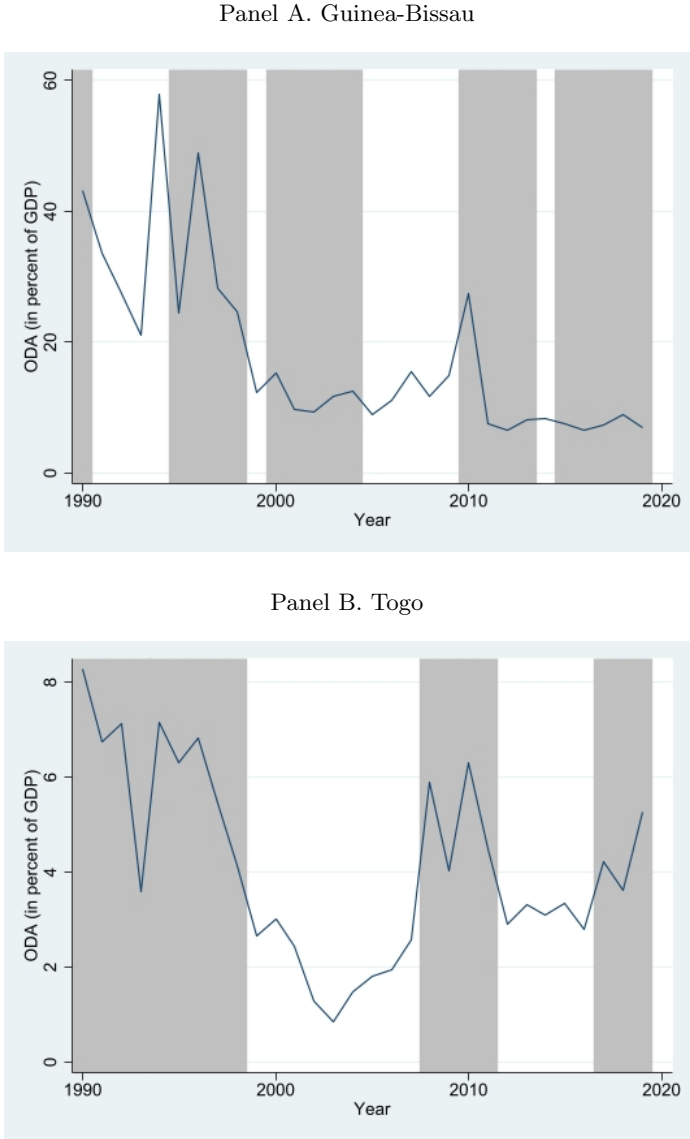 Panel A. Guinea-Bissau
ODA (in percent of GDP)
60
40
20
0
1990 2000 2010 2020
Year
Panel B. Togo
ODA (in percent of GDP)
8
6
4
2
0
1990 2000 2010 2020
Year